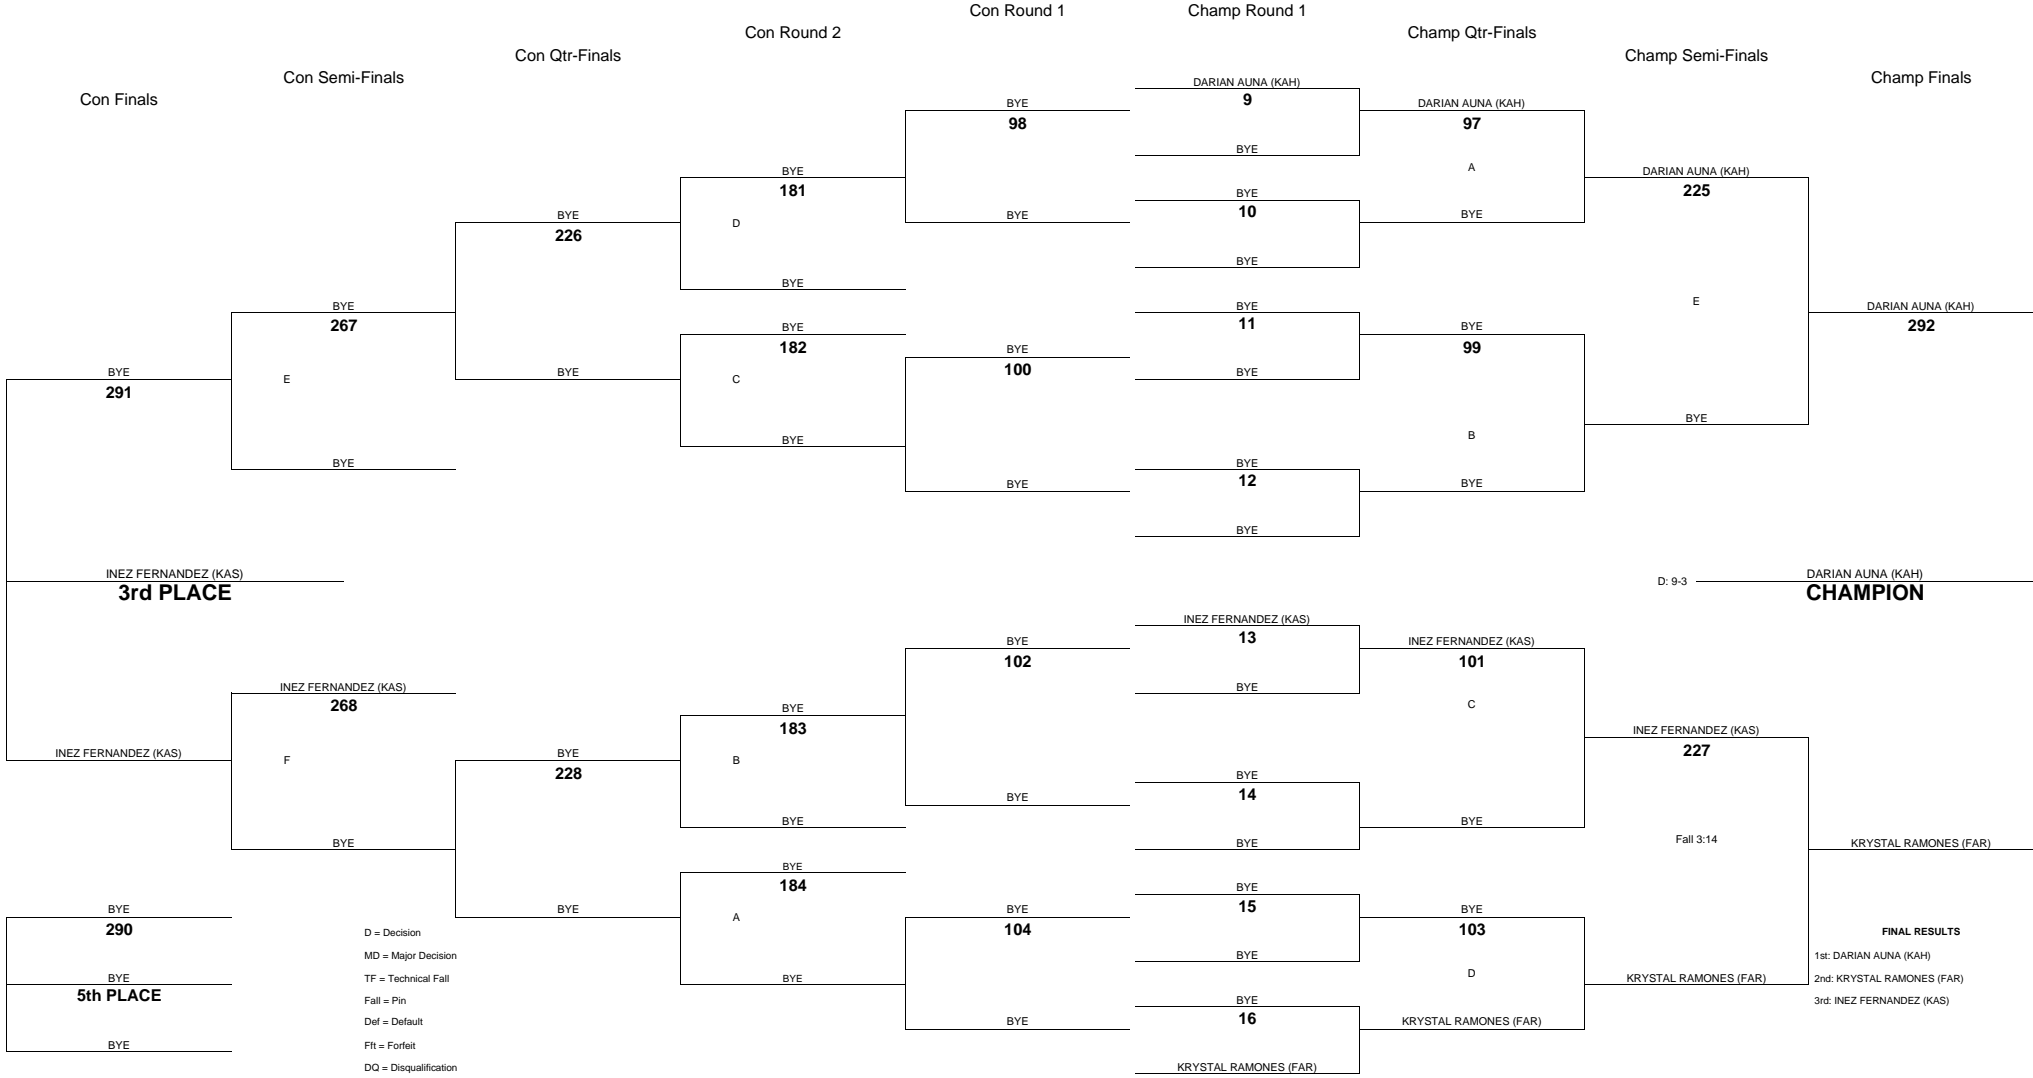 Con Round 1
Champ Round 1
Con Round 2
Champ Qtr-Finals
Con Qtr-Finals
Champ Semi-Finals
Con Semi-Finals
Champ Finals
Con Finals
DARIAN AUNA (KAH)
9
BYE
98
DARIAN AUNA (KAH)
97
BYE
A
BYE
181
DARIAN AUNA (KAH)
225
BYE
10
BYE
226
D
BYE
BYE
BYE
BYE
E
BYE
267
BYE
11
DARIAN AUNA (KAH)
292
BYE
182
BYE
99
BYE
100
BYE
291
E
BYE
C
BYE
BYE
B
BYE
BYE
BYE
12
BYE
BYE
BYE
INEZ FERNANDEZ (KAS)
3rd PLACE
D: 9-3
DARIAN AUNA (KAH)
CHAMPION
INEZ FERNANDEZ (KAS)
13
BYE
102
INEZ FERNANDEZ (KAS)
101
INEZ FERNANDEZ (KAS)
268
BYE
C
BYE
183
INEZ FERNANDEZ (KAS)
227
INEZ FERNANDEZ (KAS)
F
BYE
228
B
BYE
14
BYE
BYE
BYE
BYE
BYE
Fall 3:14
KRYSTAL RAMONES (FAR)
BYE
184
BYE
15
BYE
290
BYE
A
BYE
104
BYE
103
D = Decision
FINAL RESULTS
MD = Major Decision
BYE
1st: DARIAN AUNA (KAH)
BYE
5th PLACE
TF = Technical Fall
BYE
D
KRYSTAL RAMONES (FAR)
2nd: KRYSTAL RAMONES (FAR)
Fall = Pin
BYE
16
3rd: INEZ FERNANDEZ (KAS)
Def = Default
BYE
KRYSTAL RAMONES (FAR)
BYE
Fft = Forfeit
DQ = Disqualification
KRYSTAL RAMONES (FAR)